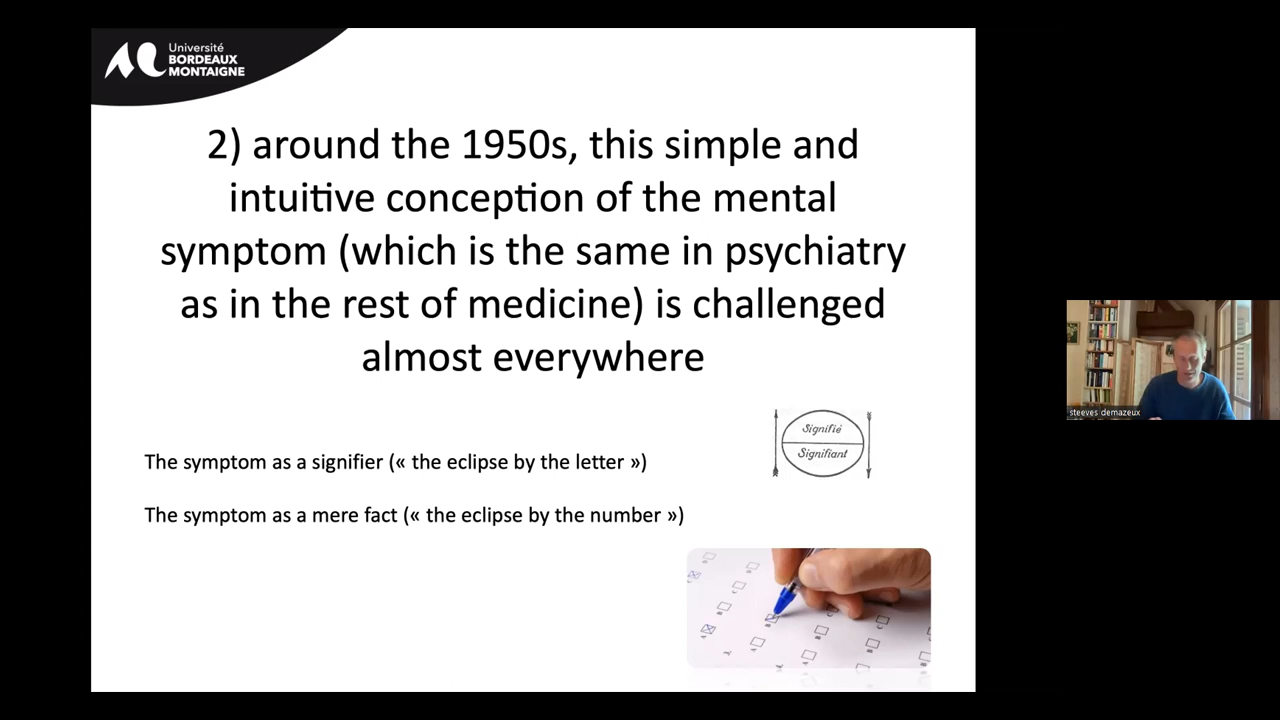 Université
BORDEAUX
MONTAIGNE
2) around the 1950s, this simple and
intuitive conception of the mental
symptom (which is the same in psychiatry
as in the rest of medicine) is challenged
almost everywhere
Signifié
Signifiant
The symptom as a signifier (« the eclipse by the letter »)
The symptom as a mere fact (« the eclipse by the number »)
steeves demazeux